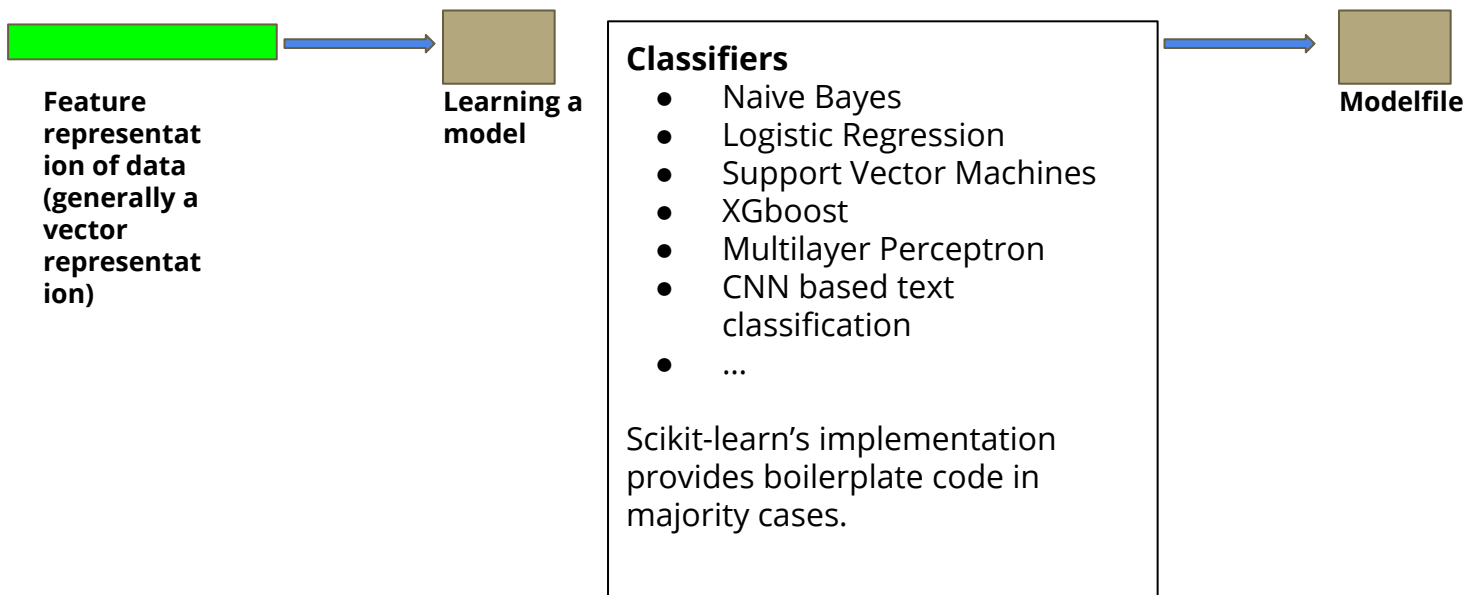 Feature
representat
ion of data
(generally a
vector
representat
ion)
Learning a
model
Classifiers
● Naive Bayes
● Logistic Regression
● Support Vector Machines
● XGboost
● Multilayer Perceptron
● CNN based text
classification
● ...
Scikit-learn’s implementation
provides boilerplate code in
majority cases.
Modelfile